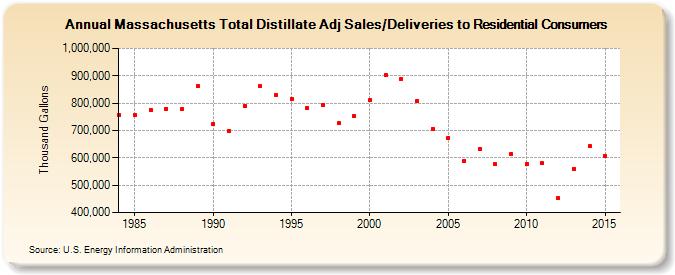 Annual Massachusetts Total Distillate Adj Sales/Deliveries to Residential Consumers
Thousand Gallons
1,000,000
900,000
800,000
700,000
600,000
500,000
400,000
1985 1990 1995 2000 2005 2010 2015
Source: U.S. Energy Information Administration